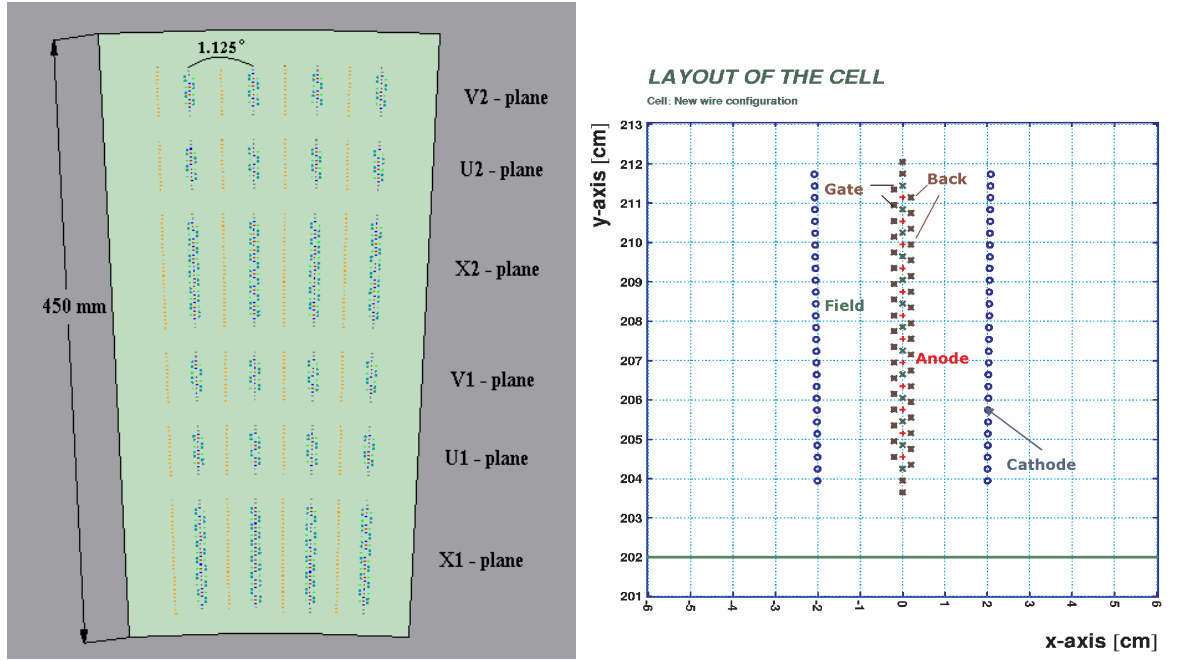 1.125°
V2 - plane
U2 - plane
X2 - plane
450 mm
V1 - plane
U1 - plane
X1 - plane
LAYOUT OF THE CELL
Cell: New wire configuration
y-axis [cm]
213
212
211
210
209
208
207
206
205
204
203
202
201
Gate
Back
Field
Anode
Cathode
-6
-5
-4
-3
-2
-1
0
1
2
3
4
5
6
x-axis [cm]